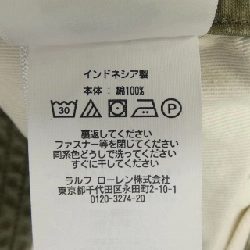 インドネシア製
本体：綿100%
30
P
裏返してください
ファスナー等を閉じてください
同系色どうしで洗ってください
すぐに干してください
ラルフ ローレン株式会社
東京都千代田区永田町2-10-1
0120-3274-20